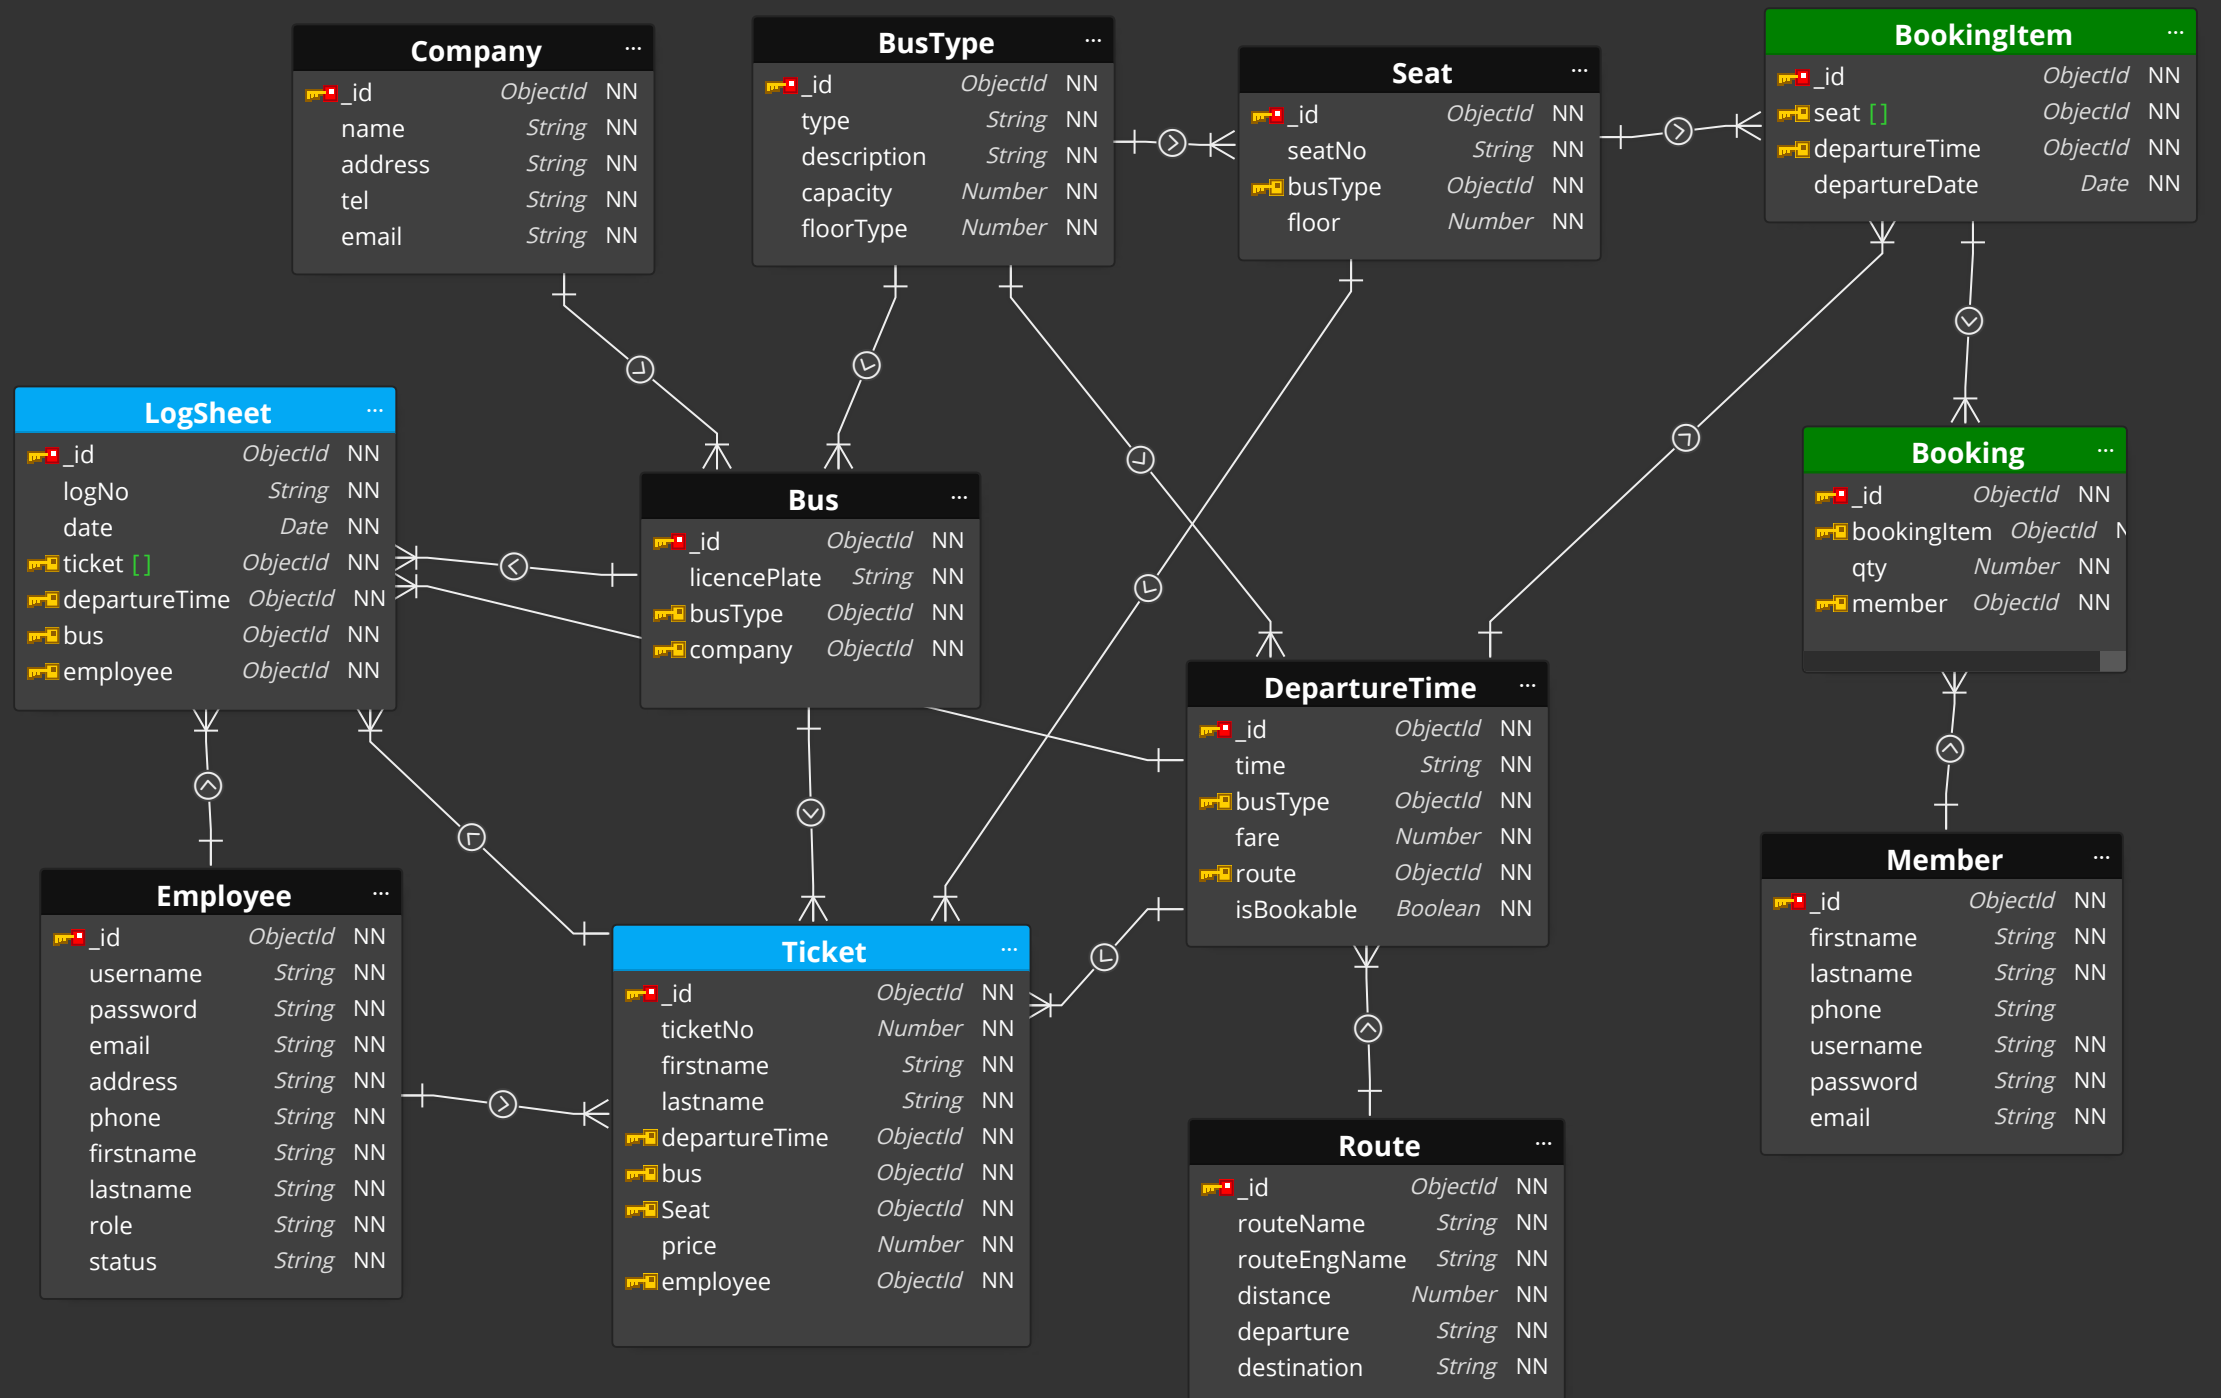 Company ...
_id ObjectId NN
name String NN
address String NN
tel String NN
email String NN
BusType ...
_id ObjectId NN
type String NN
description String NN
capacity Number NN
floorType Number NN
Seat ...
_id ObjectId NN
seatNo String NN
busType ObjectId NN
floor Number NN
BookingItem ...
_id ObjectId NN
seat [] ObjectId NN
departureTime ObjectId NN
departureDate Date NN
LogSheet ...
_id ObjectId NN
logNo String NN
date Date NN
ticket [] ObjectId NN
departureTime ObjectId NN
bus ObjectId NN
employee ObjectId NN
Bus ...
_id ObjectId NN
licencePlate String NN
busType ObjectId NN
company ObjectId NN
Booking ...
_id ObjectId NN
bookingItem ObjectId
qty Number NN
member ObjectId NN
DepartureTime ...
_id ObjectId NN
time String NN
busType ObjectId NN
fare Number NN
route ObjectId NN
isBookable Boolean NN
Employee ...
_id ObjectId NN
username String NN
password String NN
email String NN
address String NN
phone String NN
firstname String NN
lastname String NN
role String NN
status String NN
Ticket ...
_id ObjectId NN
ticketNo Number NN
firstname String NN
lastname String NN
departureTime ObjectId NN
bus ObjectId NN
Seat ObjectId NN
price Number NN
employee ObjectId NN
Member ...
_id ObjectId NN
firstname String NN
lastname String NN
phone String
username String NN
password String NN
email String NN
Route ...
_id ObjectId NN
routeName String NN
routeEngName String NN
distance Number NN
departure String NN
destination String NN